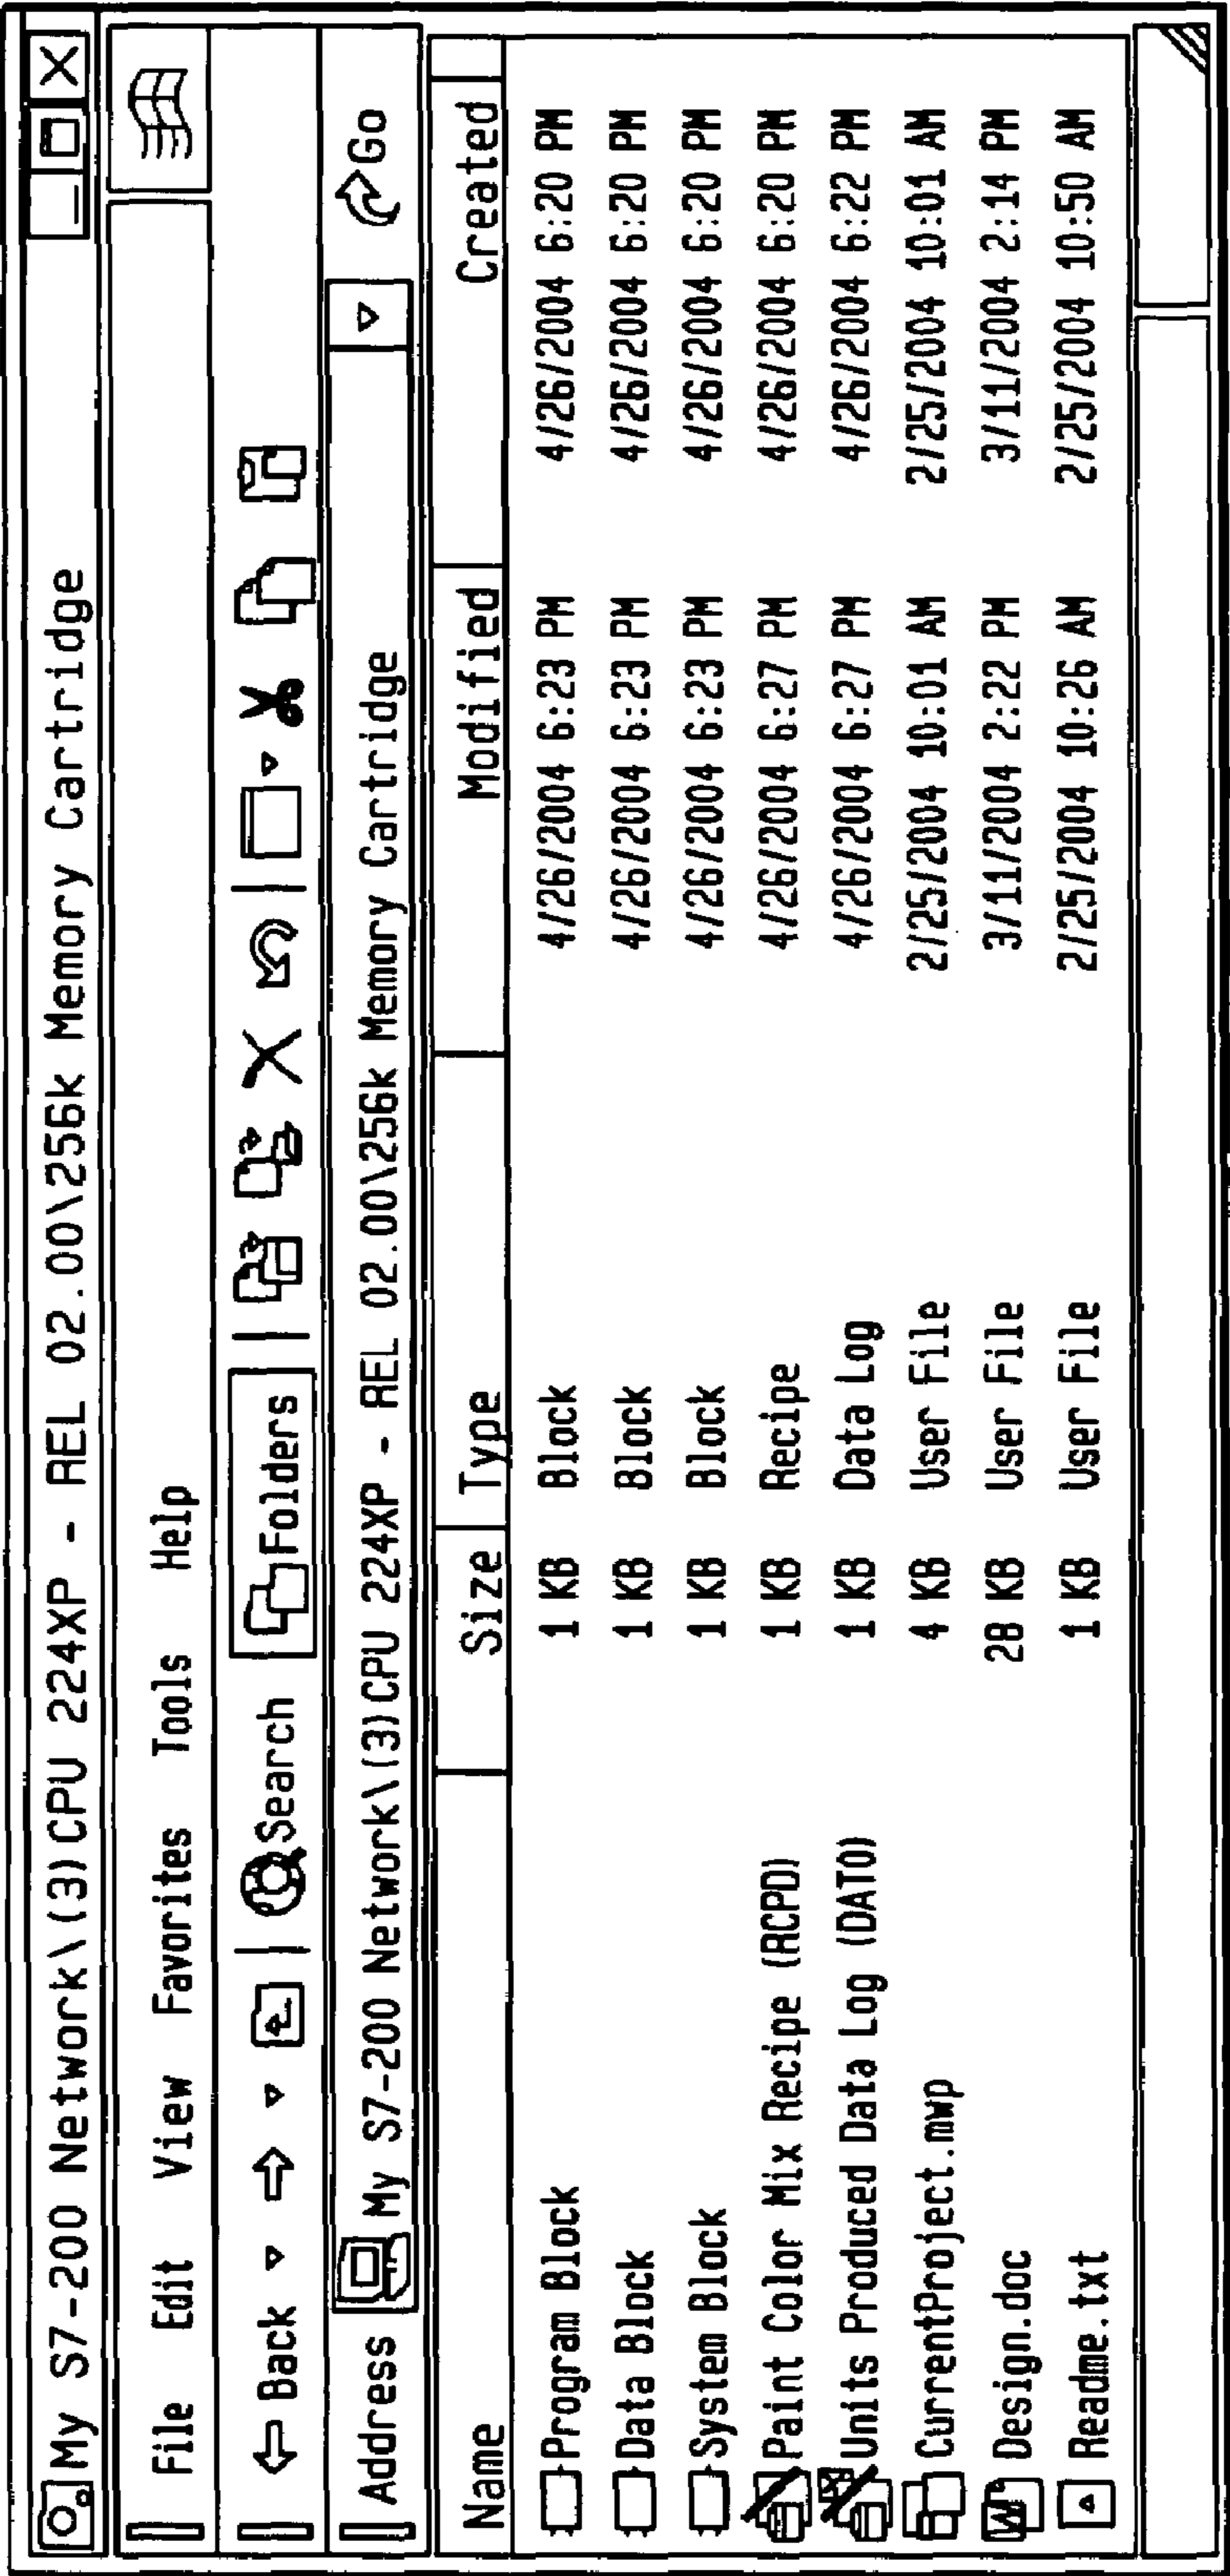 My S7-200 Network\(3)CPU 224XP - REL 02.00\256k Memory Cartridge
File Edit View Favorites Tools Help
Back Search Folders
Address My S7-200 Network\(3)CPU 224XP - REL 02.00\256k Memory Cartridge Go
Name Size Type Modified Created
Program Block 1 KB Block 4/26/2004 6:23 PM 4/26/2004 6:20 PM
Data Block 1 KB Block 4/26/2004 6:23 PM 4/26/2004 6:20 PM
System Block 1 KB Block 4/26/2004 6:23 PM 4/26/2004 6:20 PM
Paint Color Mix Recipe (RCPD) 1 KB Recipe 4/26/2004 6:27 PM 4/26/2004 6:20 PM
Units Produced Data Log (DAT0) 1 KB Data Log 4/26/2004 6:27 PM 4/26/2004 6:22 PM
CurrentProject.mwp 4 KB User File 2/25/2004 10:01 AM 2/25/2004 10:01 AM
Design.doc 28 KB User File 3/11/2004 2:22 PM 3/11/2004 2:14 PM
Readme.txt 1 KB User File 2/25/2004 10:26 AM 2/25/2004 10:50 AM